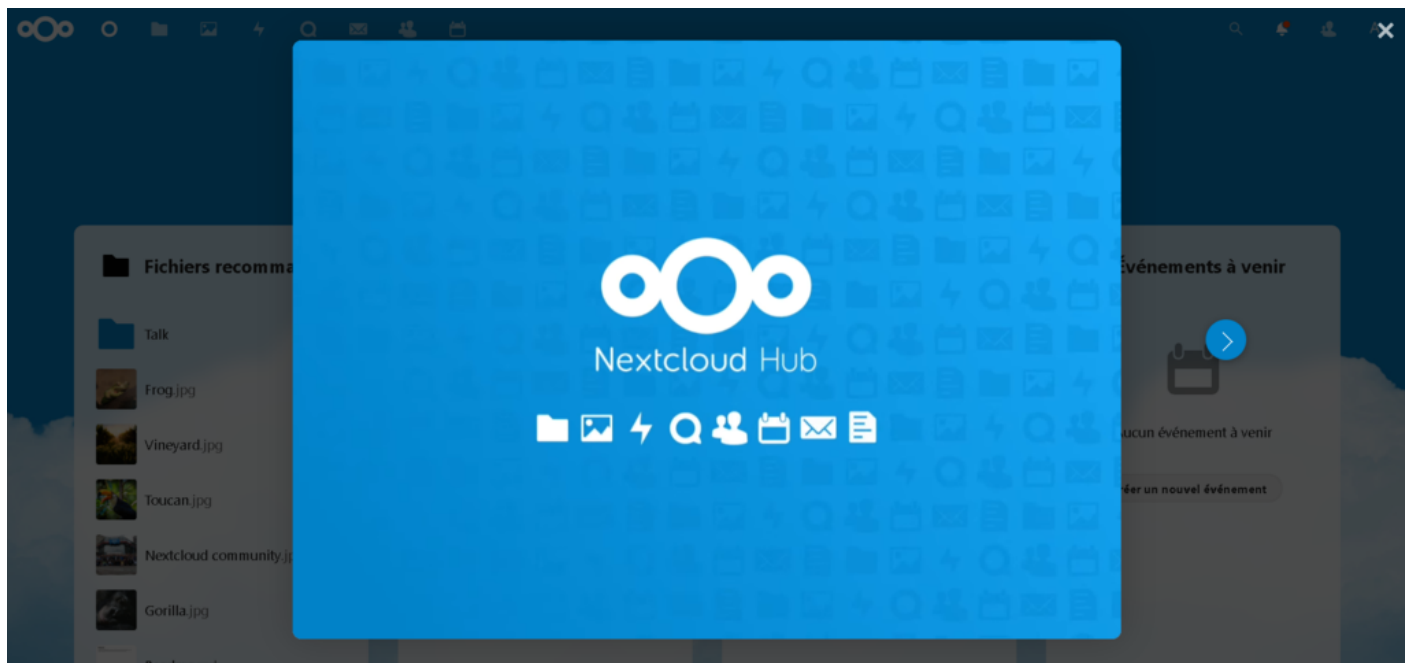 Nextcloud Hub
Fichiers recomma
Talk
Frog.jpg
Vineyard.jpg
Toucan.jpg
Nextcloud community.jp
Gorilla.jpg
Événements à venir
ucun événement à venir
réer un nouvel événement